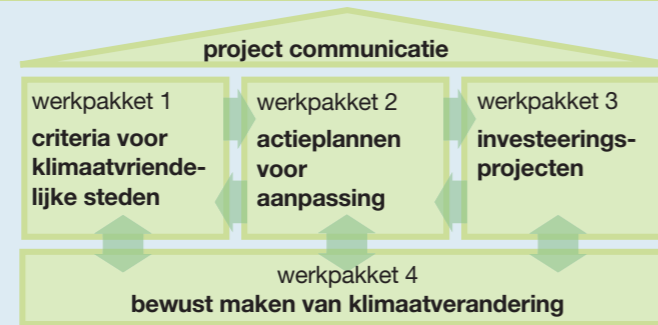 project communicatie
werkpakket 1
criteria voor
klimaatvriende-
lijke steden
werkpakket 2
actieplannen
voor
aanpassing
werkpakket 3
investeerings-
projecten
werkpakket 4
bewust maken van klimaatverandering